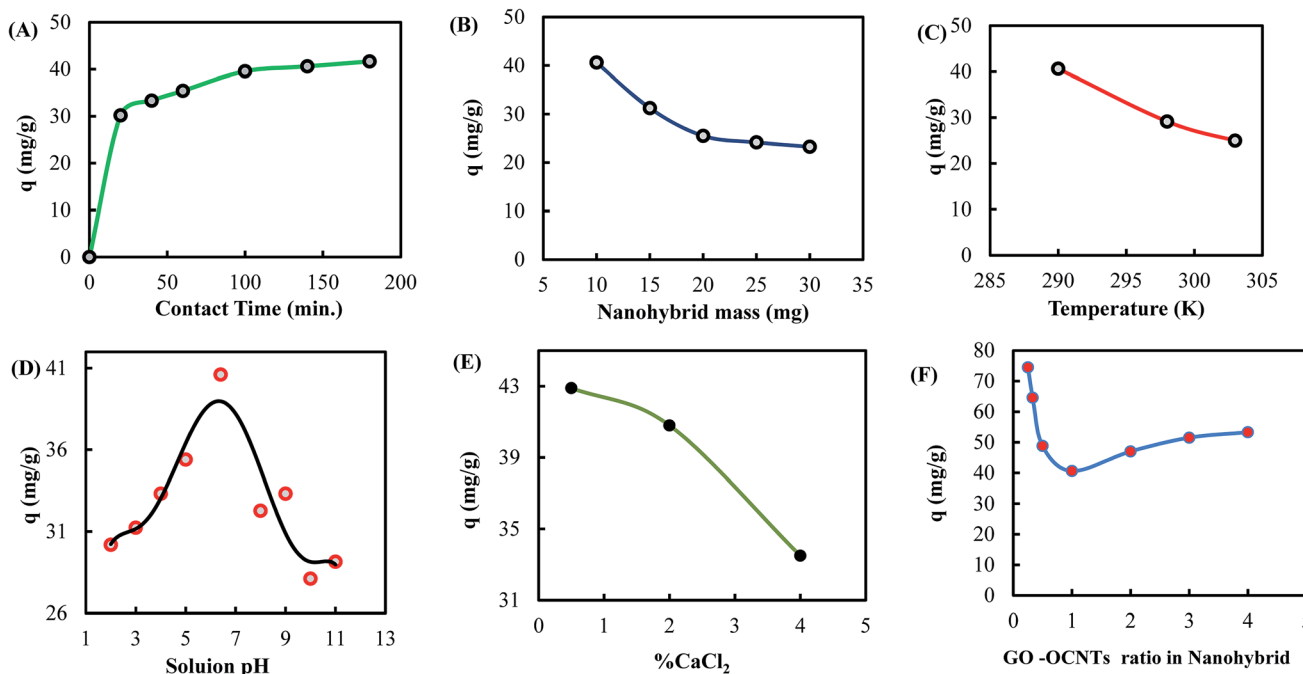 (A)
50
40
30
20
10
0
q (mg/g)
0 50 100 150 200
Contact Time (min.)
(B)
50
40
30
20
10
0
q (mg/g)
5 10 15 20 25 30 35
Nanohybrid mass (mg)
(C)
50
40
30
20
10
0
q (mg/g)
285 290 295 300 305
Temperature (K)
(D)
41
36
31
26
q (mg/g)
1 3 5 7 9 11 13
Soluion pH
(E)
43
39
35
31
q (mg/g)
0 1 2 3 4 5
%CaCl₂
(F)
80
70
60
50
40
30
20
10
0
q (mg/g)
0 1 2 3 4
GO -OCNTs ratio in Nanohybrid